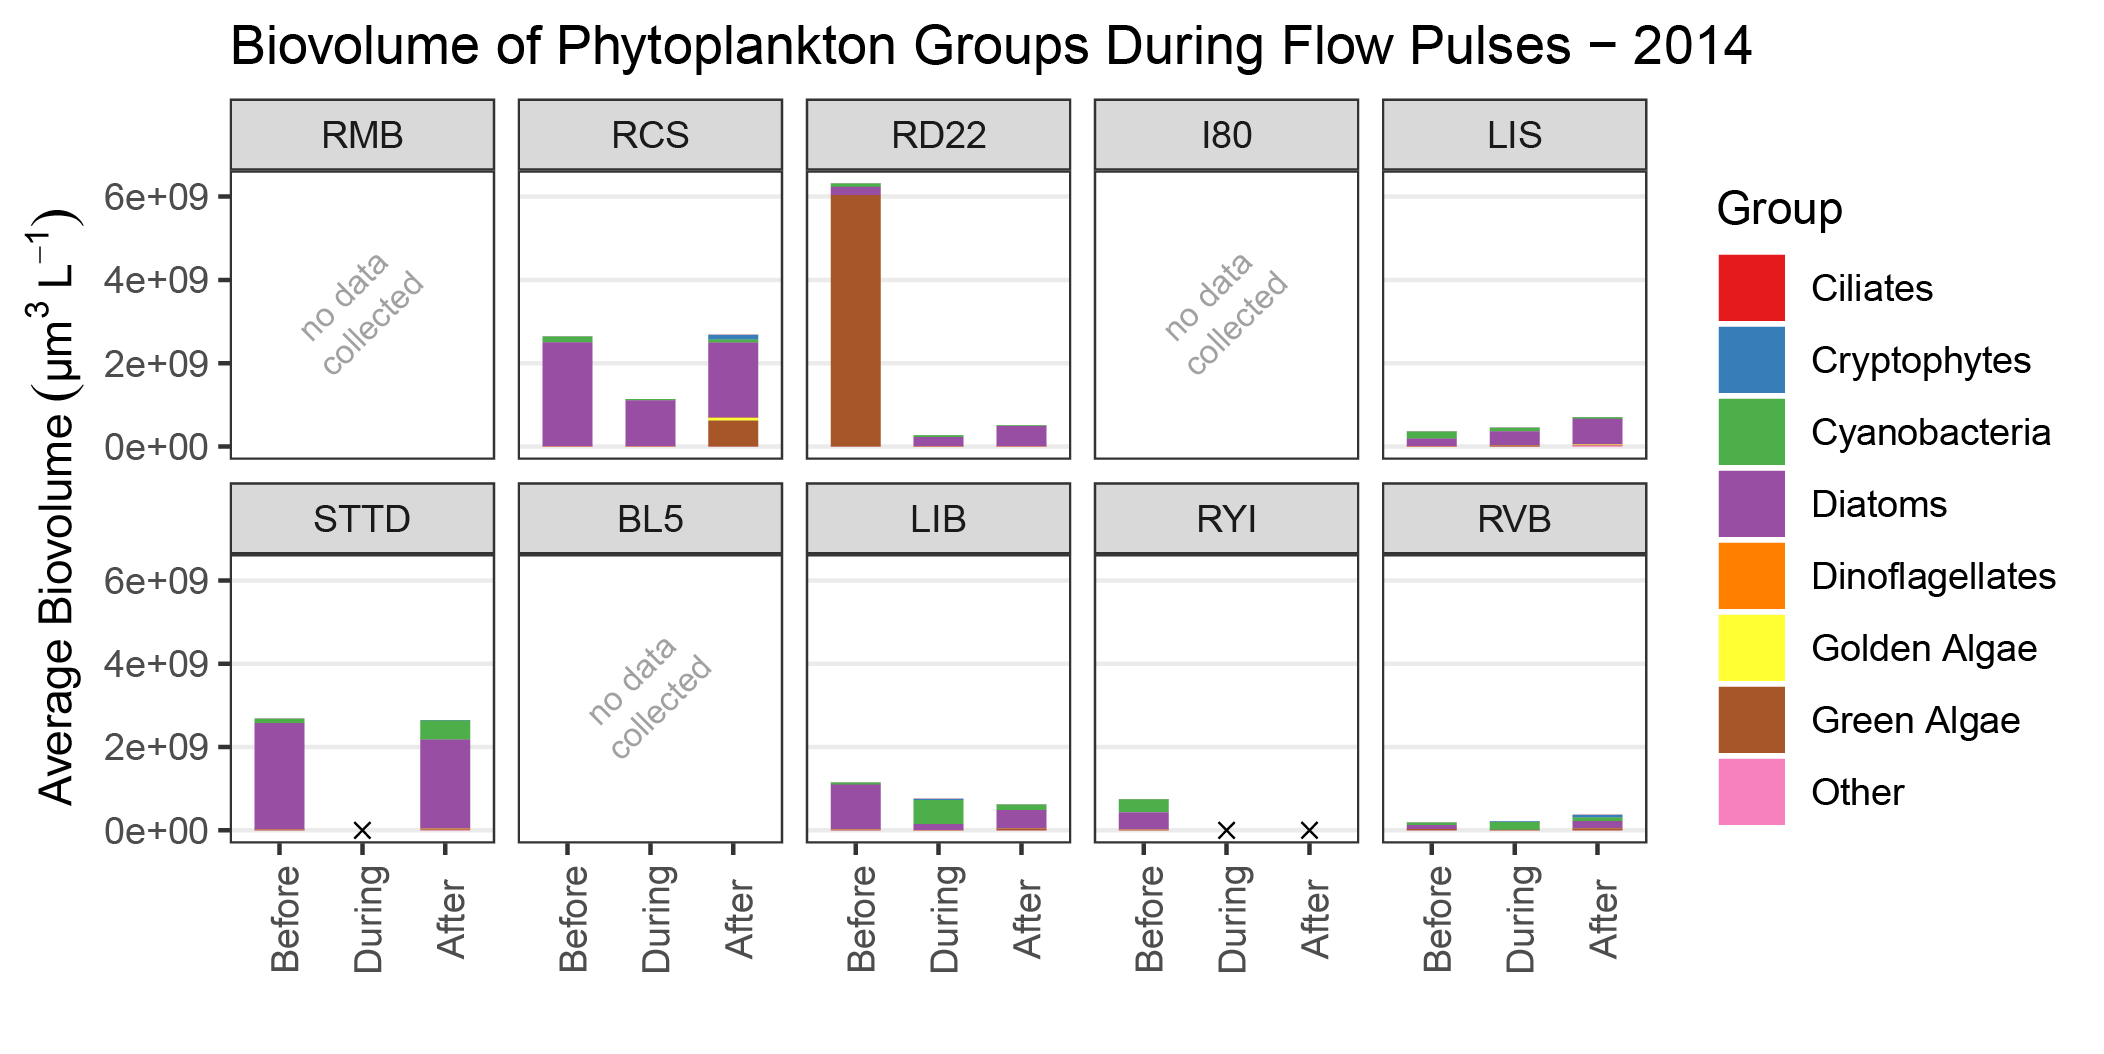 Biovolume of Phytoplankton Groups During Flow Pulses − 2014
RMB
RCS
RD22
I80
LIS
6e+09
4e+09
2e+09
0e+00
no data
collected
no data
collected
STTD
BL5
LIB
RYI
RVB
6e+09
4e+09
2e+09
0e+00
no data
collected
Before
During
After
Before
During
After
Before
During
After
Before
During
After
Before
During
After
Average Biovolume (μm³ L⁻¹)
Group
Ciliates
Cryptophytes
Cyanobacteria
Diatoms
Dinoflagellates
Golden Algae
Green Algae
Other